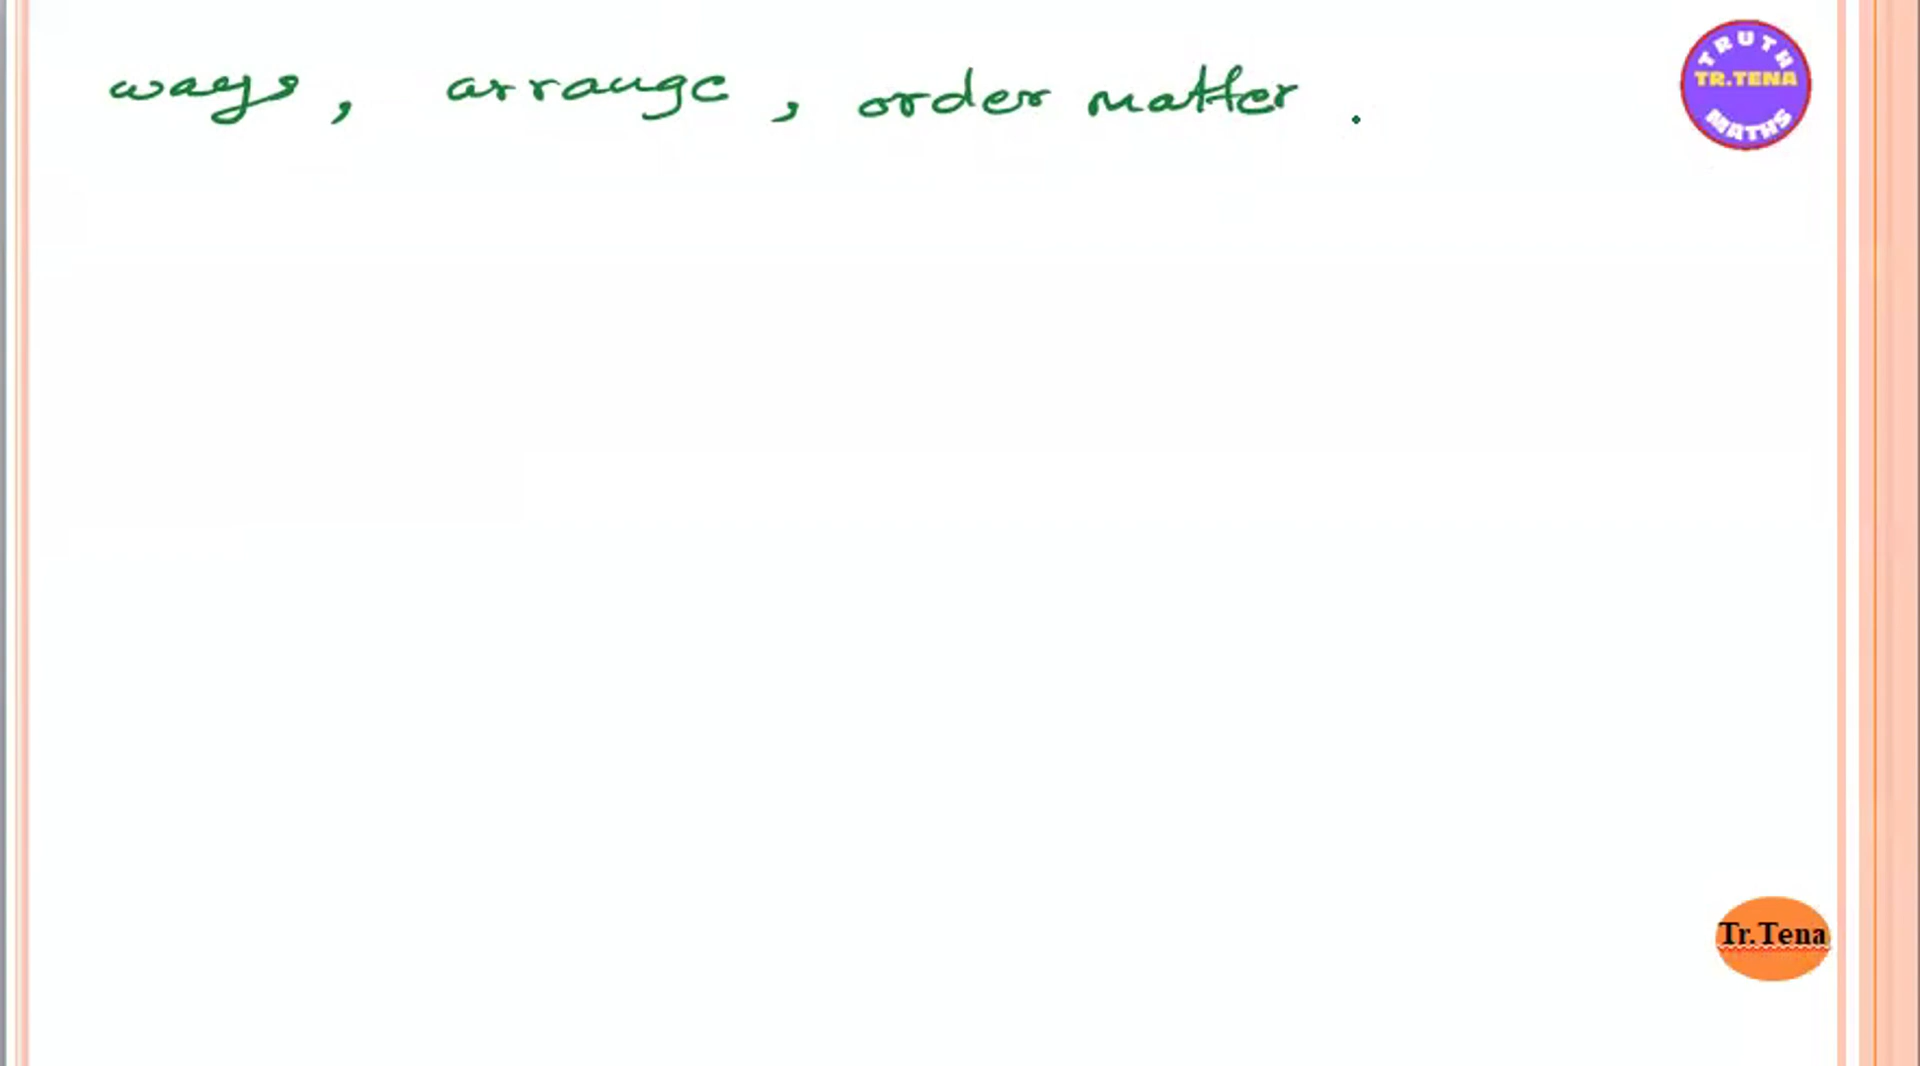 ways, arrange, order matter.
TRUTH
TR.TENA
MATHS
Tr.Tena